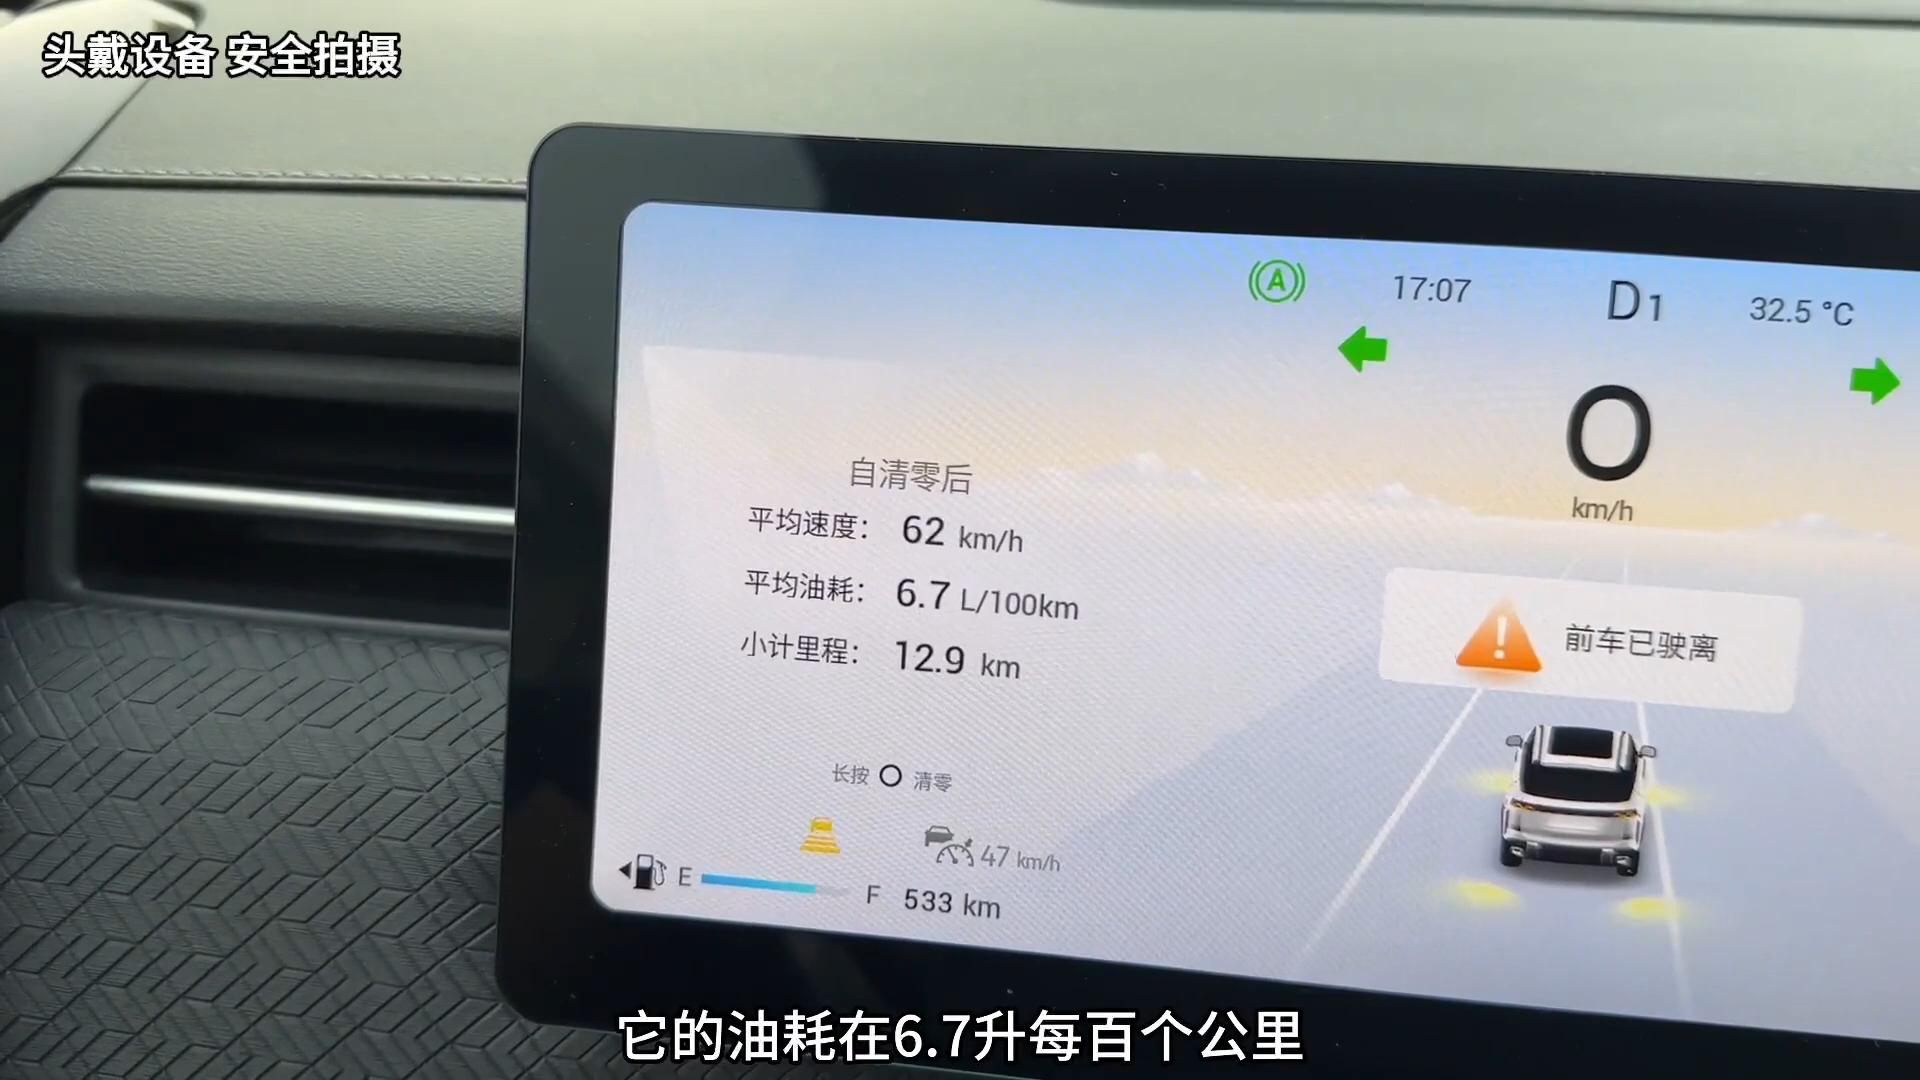 头戴设备 安全拍摄
A 17:07 D1 32.5 °C
0
km/h
自清零后
平均速度： 62 km/h
平均油耗： 6.7 L/100km
小计里程： 12.9 km
前车已驶离
长按 O 清零
47 km/h
E F 533 km
它的油耗在6.7升每百个公里